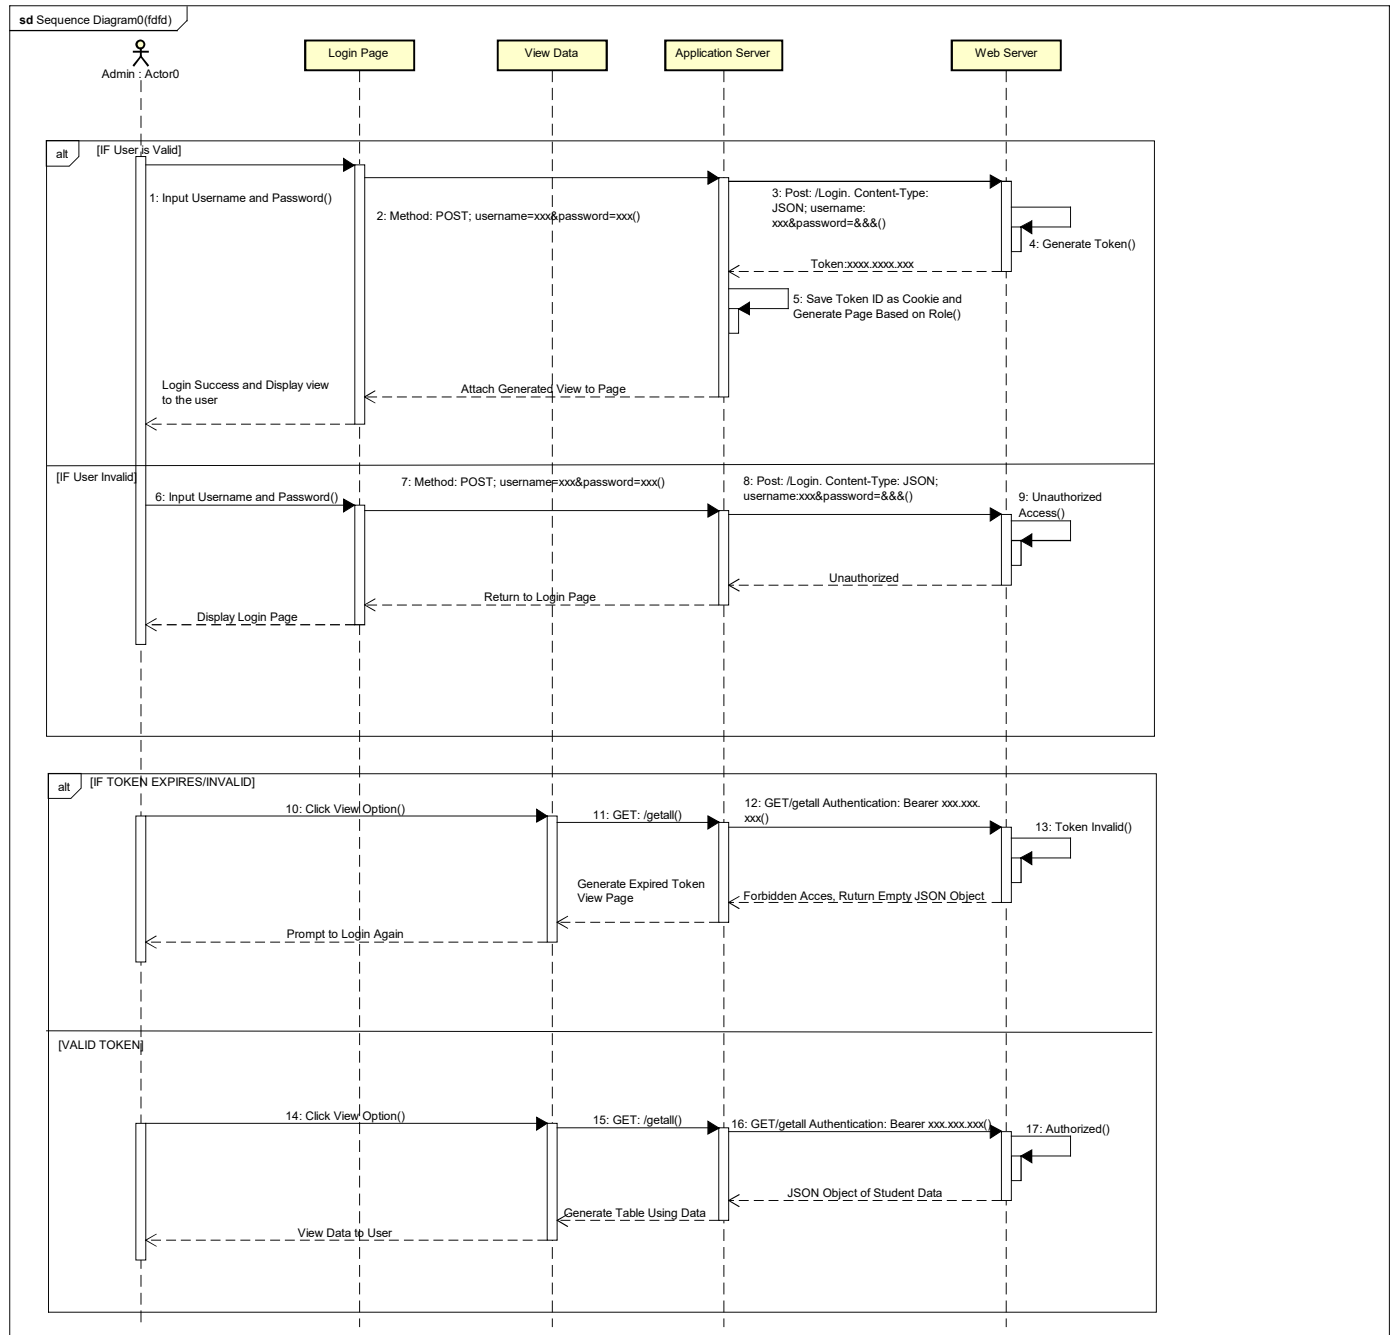 sd Sequence Diagram0(fdfd)
Admin : Actor0
Login Page
View Data
Application Server
Web Server
alt
[IF User is Valid]
1: Input Username and Password()
2: Method: POST; username=xxx&password=xxx()
3: Post: /Login. Content-Type:
JSON; username:
xxx&password=&&&()
4: Generate Token()
Token:xxxx.xxxx.xxx
5: Save Token ID as Cookie and
Generate Page Based on Role()
Attach Generated View to Page
Login Success and Display view
to the user
[IF User Invalid]
6: Input Username and Password()
7: Method: POST; username=xxx&password=xxx()
8: Post: /Login. Content-Type: JSON;
username:xxx&password=&&&()
9: Unauthorized
Access()
Unauthorized
Return to Login Page
Display Login Page
alt
[IF TOKEN EXPIRES/INVALID]
10: Click View Option()
11: GET: /getall()
12: GET/getall Authentication: Bearer xxx.xxx.
xxx()
13: Token Invalid()
Forbidden Acces, Ruturn Empty JSON Object
Generate Expired Token
View Page
Prompt to Login Again
[VALID TOKEN]
14: Click View Option()
15: GET: /getall()
16: GET/getall Authentication: Bearer xxx.xxx.xxx()
17: Authorized()
JSON Object of Student Data
Generate Table Using Data
View Data to User